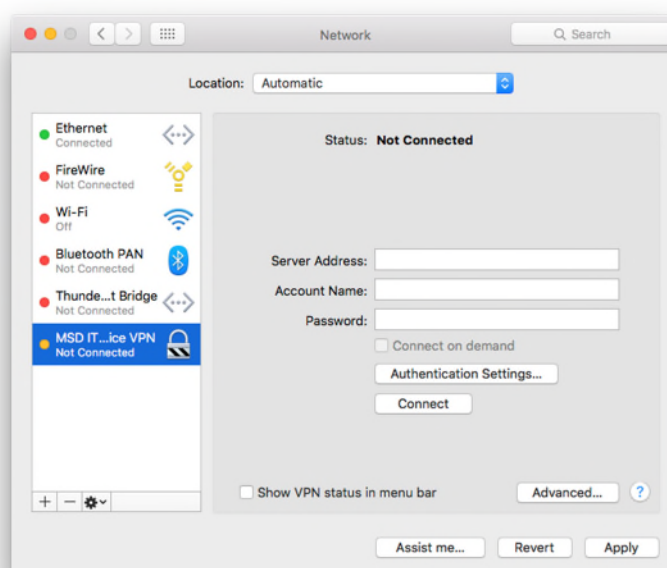 Network
Search
Location: Automatic
Ethernet
Connected
FireWire
Not Connected
Wi-Fi
Off
Bluetooth PAN
Not Connected
Thunde...t Bridge
Not Connected
MSD IT...ice VPN
Not Connected
Status: Not Connected
Server Address:
Account Name:
Password:
Connect on demand
Authentication Settings...
Connect
Show VPN status in menu bar
Advanced... ?
Assist me... Revert Apply